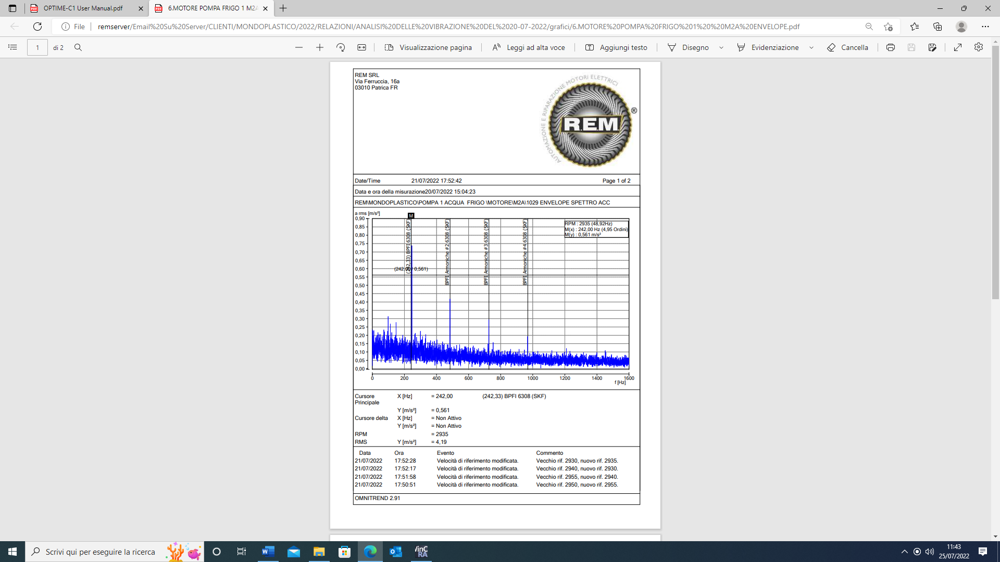 OPTIME-C1 User Manual.pdf
6.MOTORE POMPA FRIGO 1 M2A
File
remserver/Email%20Su%20Server/CLIENTI/MONDOPLASTICO/2022/RELAZIONI/ANALISI%20DELLE%20VIBRAZIONE%20DEL%2020-07-2022/grafici/6.MOTORE%20POMPA%20FRIGO%201%20%20M2A%20ENVELOPE.pdf
1 di 2
Visualizzazione pagina
Leggi ad alta voce
Aggiungi testo
Disegno
Evidenziazione
Cancella
REM SRL
Via Ferruccia, 16a
03010 Patrica FR
AUTOMAZIONE E RIPARAZIONE MOTORI ELETTRICI
R.E.M.
®
Date/Time 21/07/2022 17:52:42 Page 1 of 2
Data e ora della misurazione20/07/2022 15:04:23
REM\MONDOPLASTICO\POMPA 1 ACQUA FRIGO \MOTORE\M2A\1029 ENVELOPE SPETTRO ACC
a rms [m/s²]
M
0,90
0,85
0,80
0,75
0,70
0,65
0,60
0,55
0,50
0,45
0,40
0,35
0,30
0,25
0,20
0,15
0,10
0,05
0,00
(242,33) BPFI 6308 (SKF)
BPFI Armoniche #2 6308 (SKF)
BPFI Armoniche #3 6308 (SKF)
BPFI Armoniche #4 6308 (SKF)
(242,00 / 0,561)
RPM : 2935 (48,92Hz)
M(x) : 242,00 Hz (4,95 Ordini)
M(y) : 0,561 m/s²
0 200 400 600 800 1000 1200 1400 1600
f [Hz]
Cursore X [Hz] = 242,00 (242,33) BPFI 6308 (SKF)
Principale
Y [m/s²] = 0,561
Cursore delta X [Hz] = Non Attivo
Y [m/s²] = Non Attivo
RPM = 2935
RMS Y [m/s²] = 4,19
Data Ora Evento Commento
21/07/2022 17:52:28 Velocità di riferimento modificata. Vecchio rif. 2930, nuovo rif. 2935.
21/07/2022 17:52:17 Velocità di riferimento modificata. Vecchio rif. 2940, nuovo rif. 2930.
21/07/2022 17:51:58 Velocità di riferimento modificata. Vecchio rif. 2955, nuovo rif. 2940.
21/07/2022 17:50:51 Velocità di riferimento modificata. Vecchio rif. 2950, nuovo rif. 2955.
OMNITREND 2.91
Scrivi qui per eseguire la ricerca
11:43
25/07/2022